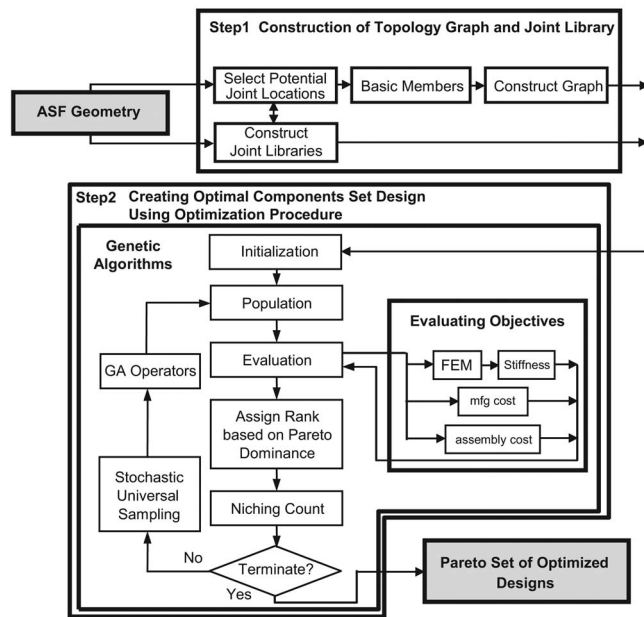 Step1 Construction of Topology Graph and Joint Library
ASF Geometry
Select Potential
Joint Locations
Basic Members
Construct Graph
Construct
Joint Libraries
Step2 Creating Optimal Components Set Design
Using Optimization Procedure
Genetic
Algorithms
Initialization
Population
Evaluation
Assign Rank
based on Pareto
Dominance
Niching Count
Terminate?
No
Yes
GA Operators
Stochastic
Universal
Sampling
Evaluating Objectives
FEM
Stiffness
mfg cost
assembly cost
Pareto Set of Optimized
Designs